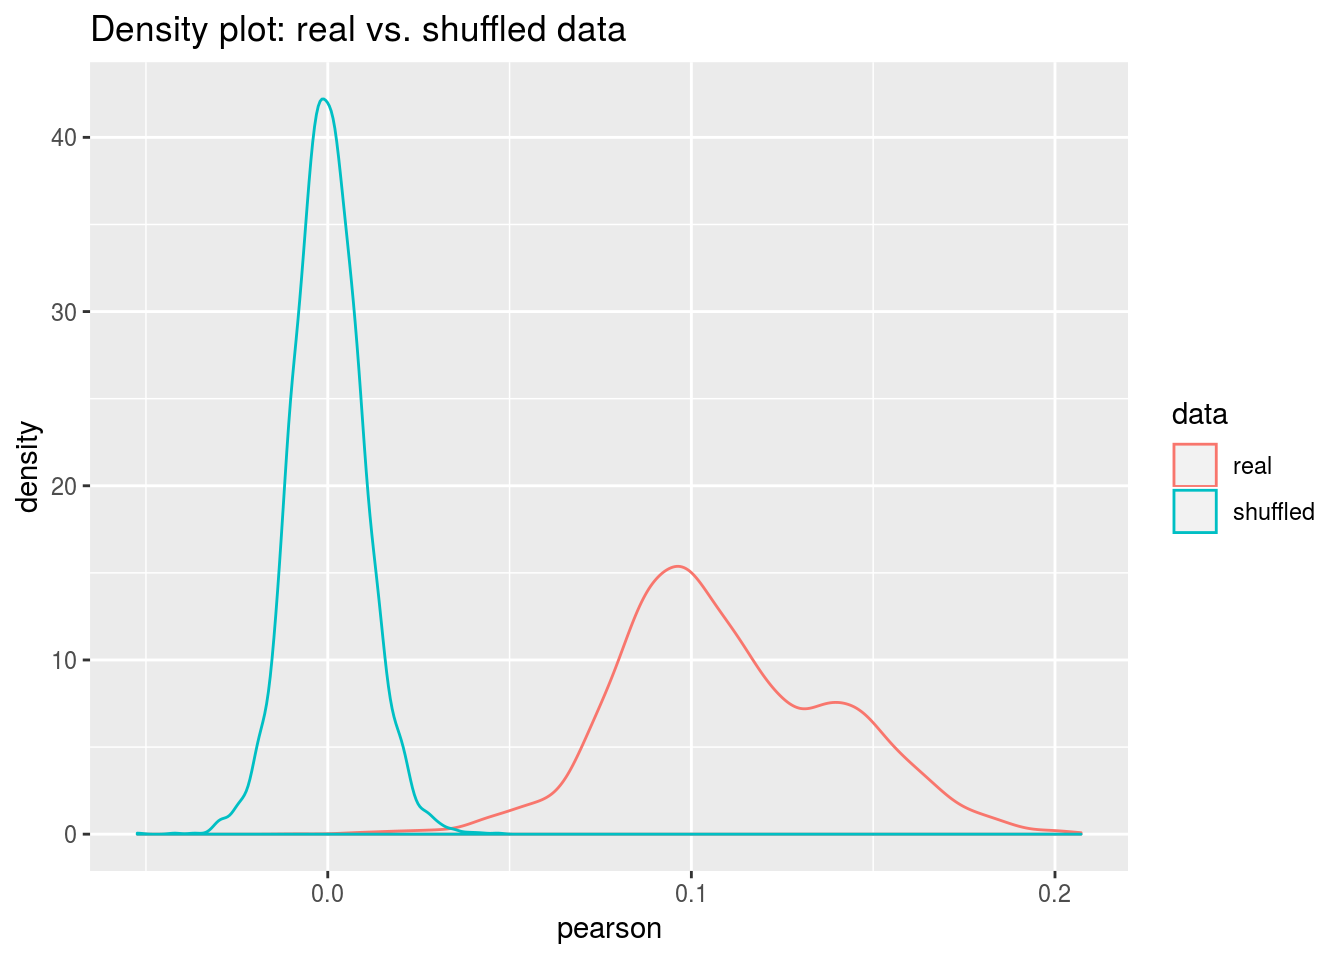 Density plot: real vs. shuffled data
density
40
30
20
10
0
0.0
0.1
0.2
pearson
data
real
shuffled